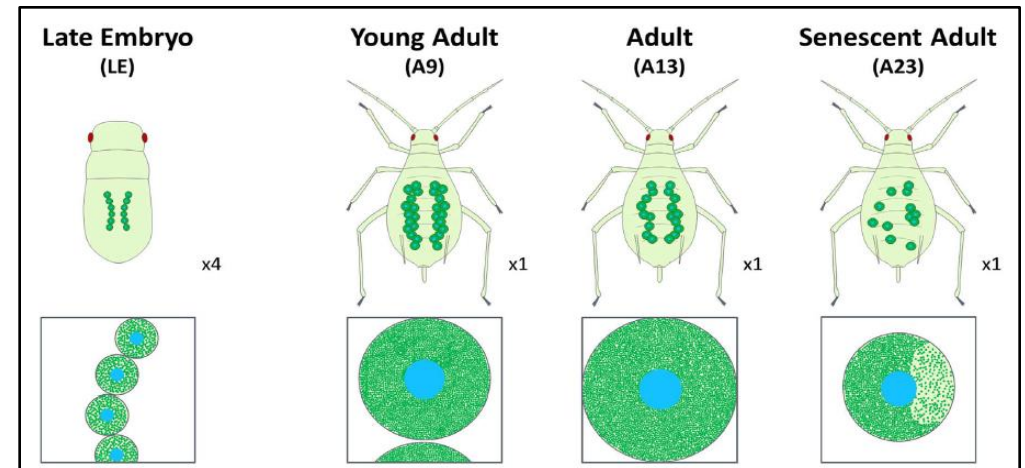 Late Embryo
(LE)
Young Adult
(A9)
Adult
(A13)
Senescent Adult
(A23)
x4
x1
x1
x1